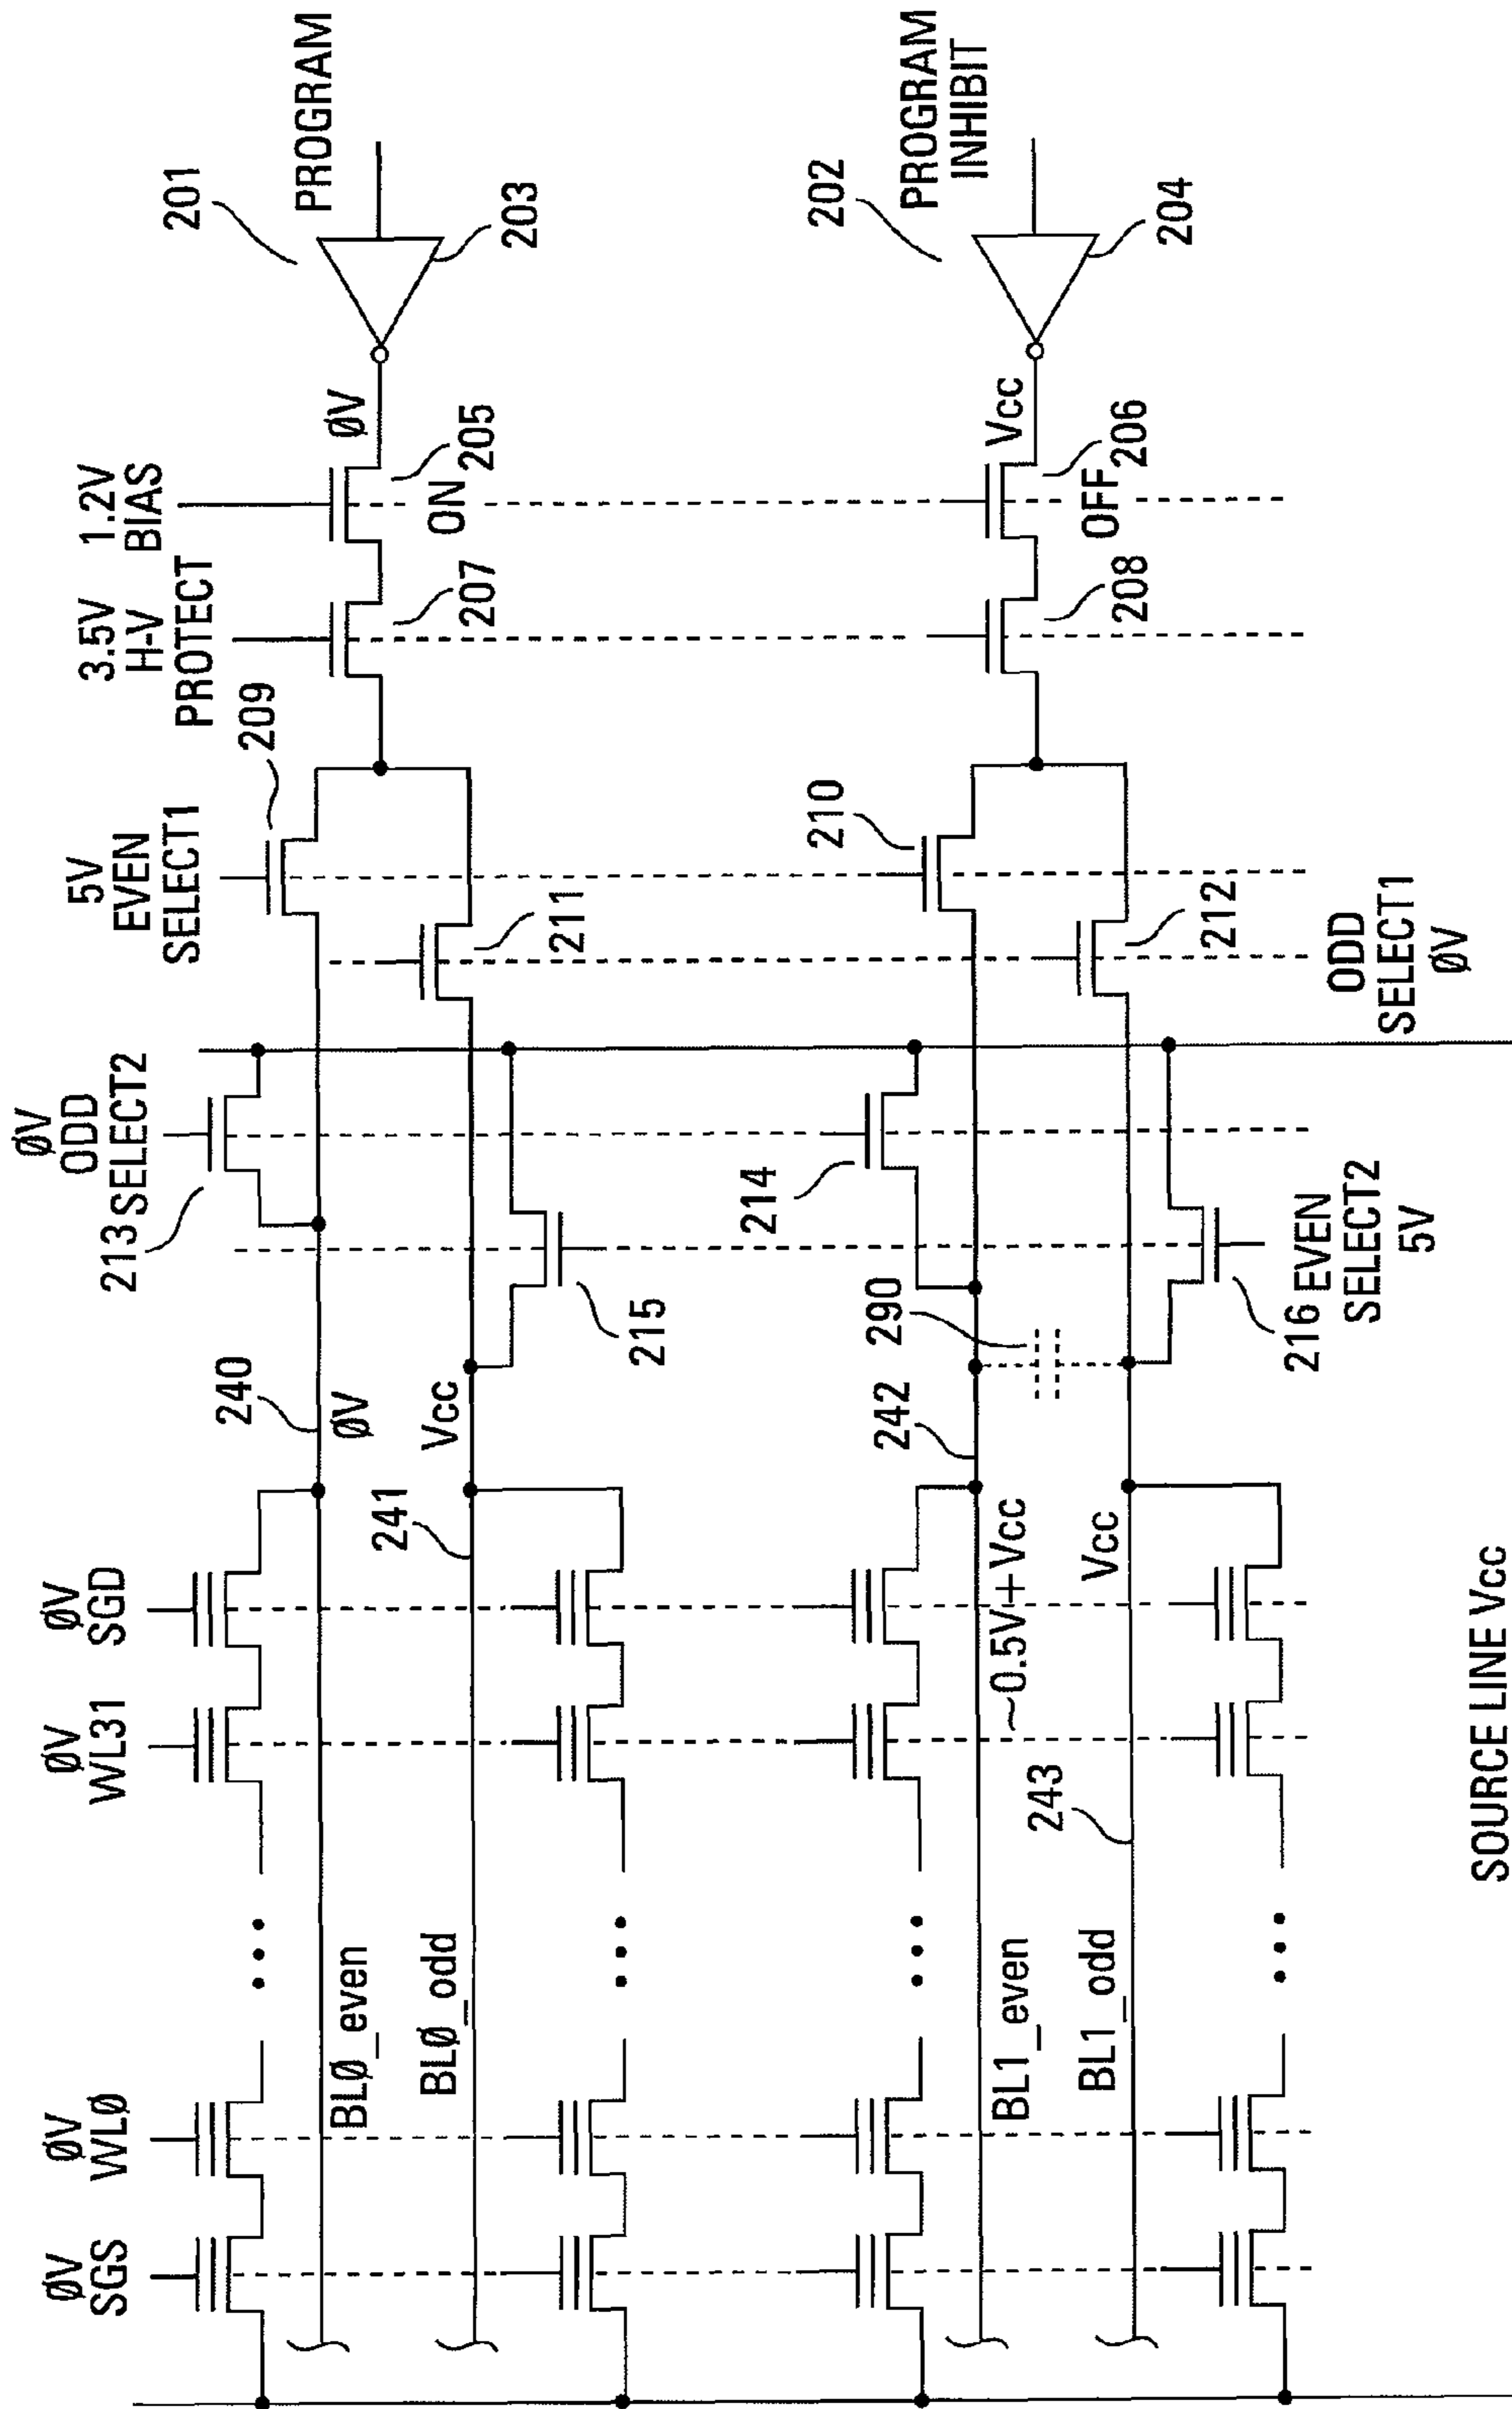 ØV
SGS
ØV
WLØ
ØV
WL31
ØV
SGD
ØV
ODD
SELECT2
213
5V
EVEN
SELECT1
209
3.5V
H-V
PROTECT
1.2V
BIAS
207
205
ON
ØV
201
PROGRAM
203
BLØ_even
240
ØV
BLØ_odd
241
Vcc
215
211
BL1_even
242
~0.5V+Vcc
290
214
210
208
OFF
206
Vcc
202
PROGRAM
INHIBIT
204
BL1_odd
243
Vcc
216
EVEN
SELECT2
5V
212
ODD
SELECT1
ØV
SOURCE LINE Vcc